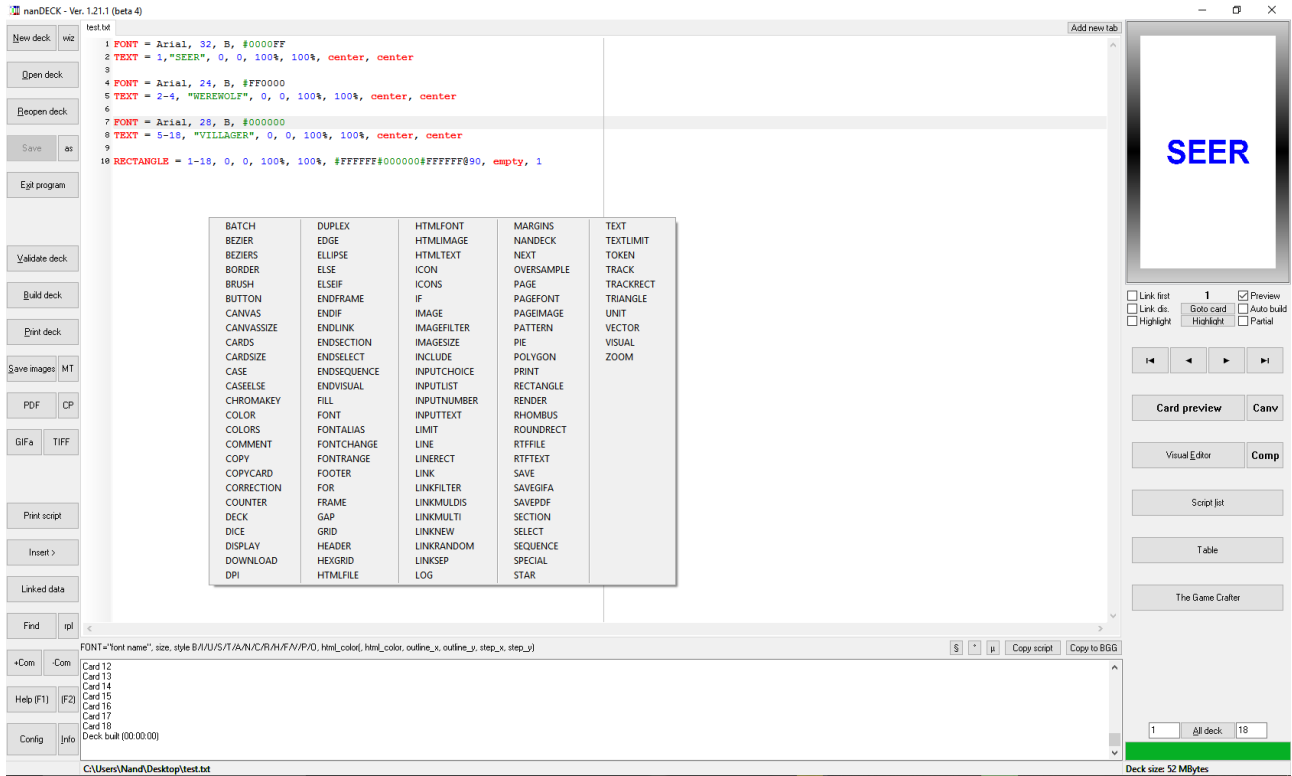 nanDECK - Ver. 1.21.1 (beta 4)
New deck wiz
Open deck
Reopen deck
Save as
Exit program
Validate deck
Build deck
Print deck
Save images MT
PDF CP
GIFa TIFF
Print script
Insert >
Linked data
Find rpl
+Com -Com
Help (F1) (F2)
Config Info
test.txt
Add new tab
1 FONT = Arial, 32, B, #0000FF
2 TEXT = 1,"SEER", 0, 0, 100%, 100%, center, center
3
4 FONT = Arial, 24, B, #FF0000
5 TEXT = 2-4, "WEREWOLF", 0, 0, 100%, 100%, center, center
6
7 FONT = Arial, 28, B, #000000
8 TEXT = 5-18, "VILLAGER", 0, 0, 100%, 100%, center, center
9
10 RECTANGLE = 1-18, 0, 0, 100%, 100%, #FFFFFF#000000#FFFFFF@90, empty, 1
BATCH
BEZIER
BEZIERS
BORDER
BRUSH
BUTTON
CANVAS
CANVASSIZE
CARDS
CARDSIZE
CASE
CASEELSE
CHROMAKEY
COLOR
COLORS
COMMENT
COPY
COPYCARD
CORRECTION
COUNTER
DECK
DICE
DISPLAY
DOWNLOAD
DPI
DUPLEX
EDGE
ELLIPSE
ELSE
ELSEIF
ENDFRAME
ENDIF
ENDLINK
ENDSECTION
ENDSELECT
ENDSEQUENCE
ENDVISUAL
FILL
FONT
FONTALIAS
FONTCHANGE
FONTRANGE
FOOTER
FOR
FRAME
GAP
GRID
HEADER
HEXGRID
HTMLFILE
HTMLFONT
HTMLIMAGE
HTMLTEXT
ICON
ICONS
IF
IMAGE
IMAGEFILTER
IMAGESIZE
INCLUDE
INPUTCHOICE
INPUTLIST
INPUTNUMBER
INPUTTEXT
LIMIT
LINE
LINERECT
LINK
LINKFILTER
LINKMULDIS
LINKMULTI
LINKNEW
LINKRANDOM
LINKSEP
LOG
MARGINS
NANDECK
NEXT
OVERSAMPLE
PAGE
PAGEFONT
PAGEIMAGE
PATTERN
PIE
POLYGON
PRINT
RECTANGLE
RENDER
RHOMBUS
ROUNDRECT
RTFFILE
RTFTEXT
SAVE
SAVEGIFA
SAVEPDF
SECTION
SELECT
SEQUENCE
SPECIAL
STAR
TEXT
TEXTLIMIT
TOKEN
TRACK
TRACKRECT
TRIANGLE
UNIT
VECTOR
VISUAL
ZOOM
FONT="font name", size, style B/I/U/S/T/A/N/C/R/H/F/V/P/O, html_color(, html_color, outline_x, outline_y, step_x, step_y)
§ ° µ Copy script Copy to BGG
Card 12
Card 13
Card 14
Card 15
Card 16
Card 17
Card 18
Deck built (00:00:00)
C:\Users\Nand\Desktop\test.txt
SEER
Link first 1 Preview
Link dis. Goto card Auto build
Highlight Highlight Partial
Card preview Canv
Visual Editor Comp
Script list
Table
The Game Crafter
1 All deck 18
Deck size: 52 MBytes